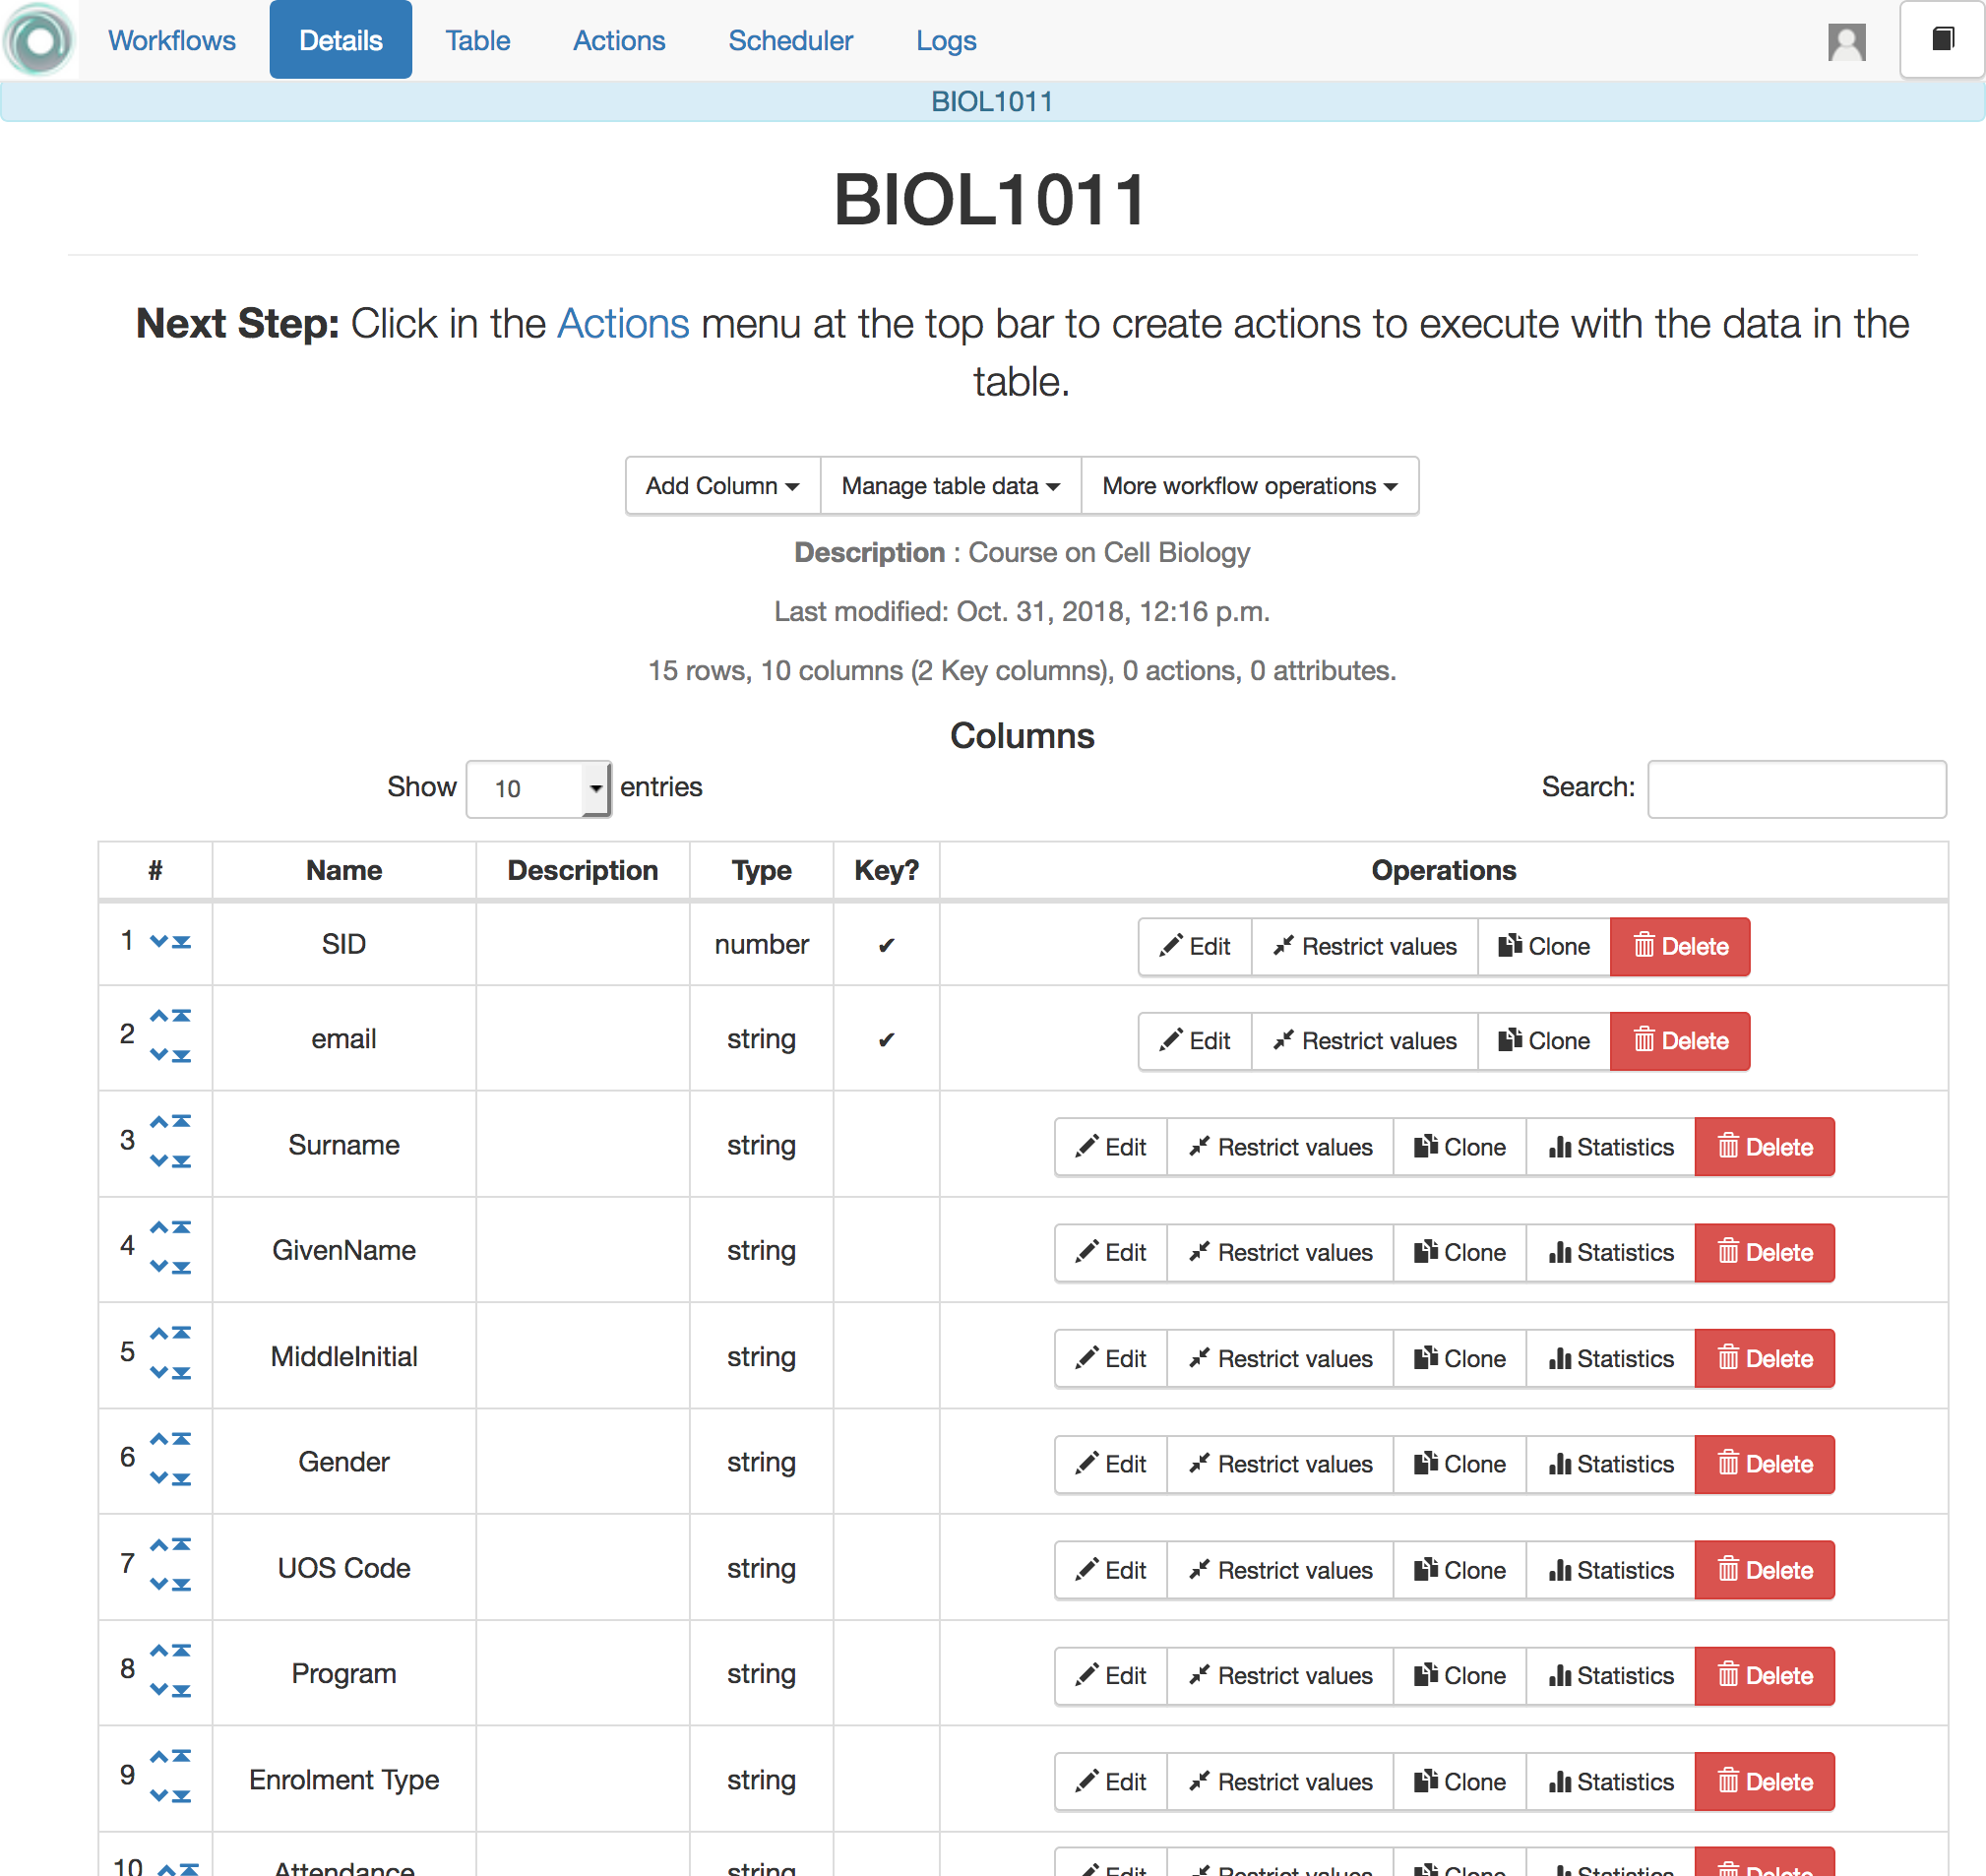 Workflows Details Table Actions Scheduler Logs
BIOL1011
BIOL1011
Next Step: Click in the Actions menu at the top bar to create actions to execute with the data in the
table.
Add Column Manage table data More workflow operations
Description : Course on Cell Biology
Last modified: Oct. 31, 2018, 12:16 p.m.
15 rows, 10 columns (2 Key columns), 0 actions, 0 attributes.
Columns
Show 10 entries Search:
# Name Description Type Key? Operations
1 SID number ✔ Edit Restrict values Clone Delete
2 email string ✔ Edit Restrict values Clone Delete
3 Surname string Edit Restrict values Clone Statistics Delete
4 GivenName string Edit Restrict values Clone Statistics Delete
5 MiddleInitial string Edit Restrict values Clone Statistics Delete
6 Gender string Edit Restrict values Clone Statistics Delete
7 UOS Code string Edit Restrict values Clone Statistics Delete
8 Program string Edit Restrict values Clone Statistics Delete
9 Enrolment Type string Edit Restrict values Clone Statistics Delete
10 Attendance string Edit Restrict values Clone Statistics Delete